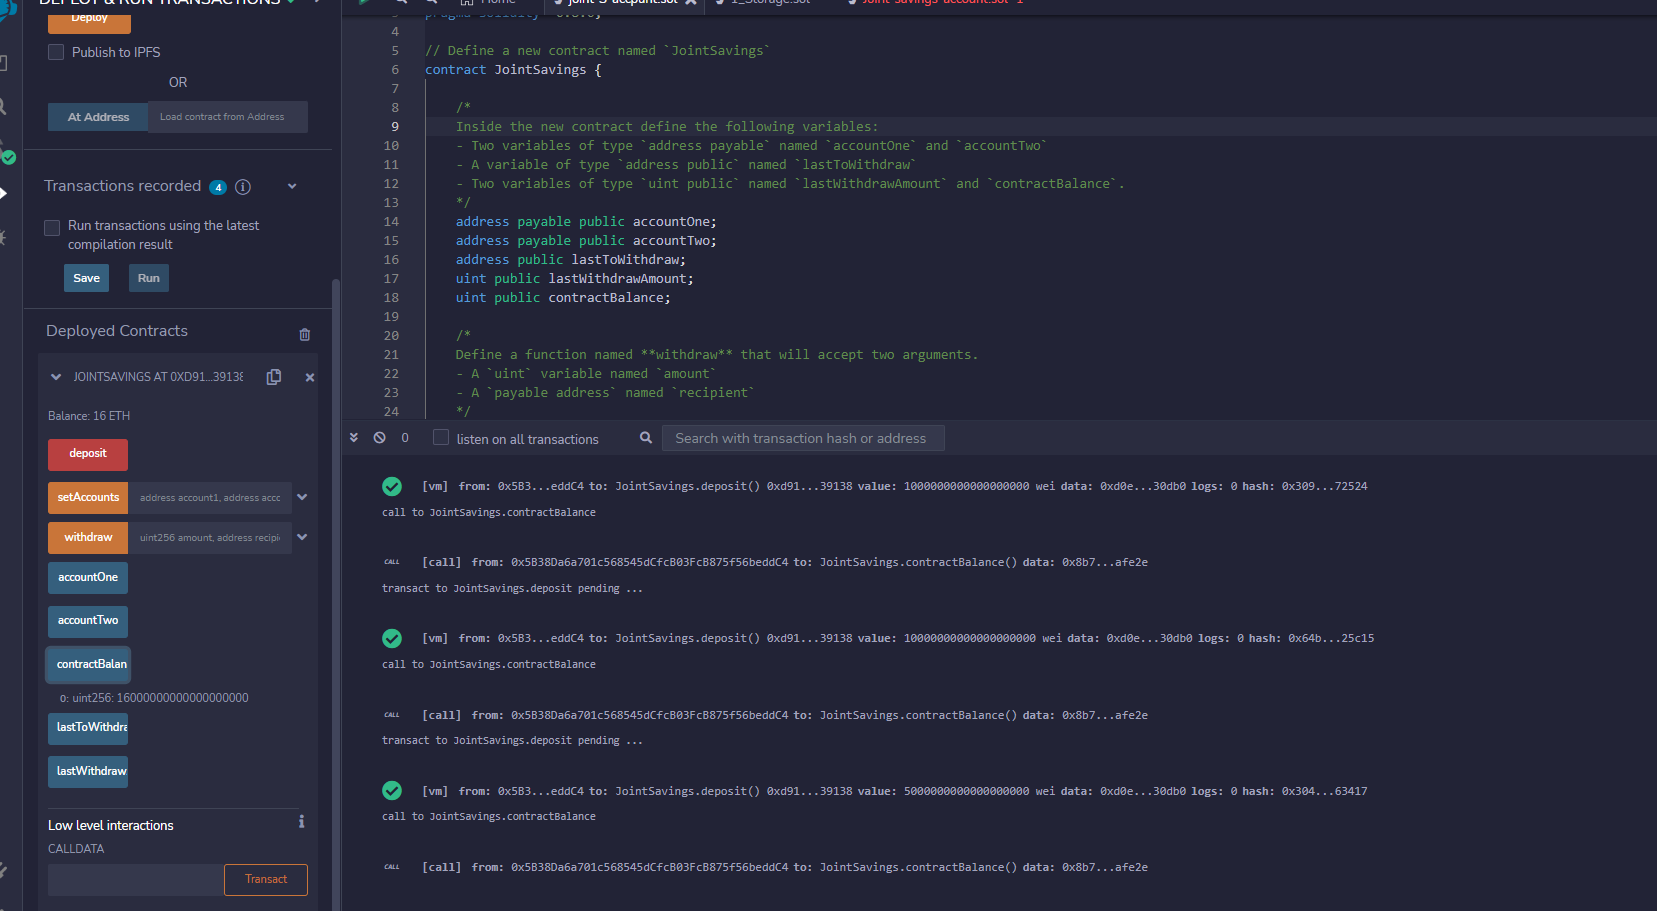 DEPLOY & RUN TRANSACTIONS
Deploy
Publish to IPFS
OR
At Address
Load contract from Address
Transactions recorded 4
Run transactions using the latest
compilation result
Save
Run
Deployed Contracts
JOINTSAVINGS AT 0XD91...39138
Balance: 16 ETH
deposit
setAccounts
address account1, address acco
withdraw
uint256 amount, address recipi
accountOne
accountTwo
contractBalan
0: uint256: 16000000000000000000
lastToWithdra
lastWithdraw
Low level interactions
CALLDATA
Transact
Home
1_Storage.sol
joint-savings-account.sol 1
4
5 // Define a new contract named `JointSavings`
6 contract JointSavings {
7
8 /*
9 Inside the new contract define the following variables:
10 - Two variables of type `address payable` named `accountOne` and `accountTwo`
11 - A variable of type `address public` named `lastToWithdraw`
12 - Two variables of type `uint public` named `lastWithdrawAmount` and `contractBalance`.
13 */
14 address payable public accountOne;
15 address payable public accountTwo;
16 address public lastToWithdraw;
17 uint public lastWithdrawAmount;
18 uint public contractBalance;
19
20 /*
21 Define a function named **withdraw** that will accept two arguments.
22 - A `uint` variable named `amount`
23 - A `payable address` named `recipient`
24 */
0
listen on all transactions
Search with transaction hash or address
[vm] from: 0x5B3...eddC4 to: JointSavings.deposit() 0xd91...39138 value: 1000000000000000000 wei data: 0xd0e...30db0 logs: 0 hash: 0x309...72524
call to JointSavings.contractBalance
CALL [call] from: 0x5B38Da6a701c568545dCfcB03FcB875f56beddC4 to: JointSavings.contractBalance() data: 0x8b7...afe2e
transact to JointSavings.deposit pending ...
[vm] from: 0x5B3...eddC4 to: JointSavings.deposit() 0xd91...39138 value: 10000000000000000000 wei data: 0xd0e...30db0 logs: 0 hash: 0x64b...25c15
call to JointSavings.contractBalance
CALL [call] from: 0x5B38Da6a701c568545dCfcB03FcB875f56beddC4 to: JointSavings.contractBalance() data: 0x8b7...afe2e
transact to JointSavings.deposit pending ...
[vm] from: 0x5B3...eddC4 to: JointSavings.deposit() 0xd91...39138 value: 5000000000000000000 wei data: 0xd0e...30db0 logs: 0 hash: 0x304...63417
call to JointSavings.contractBalance
CALL [call] from: 0x5B38Da6a701c568545dCfcB03FcB875f56beddC4 to: JointSavings.contractBalance() data: 0x8b7...afe2e